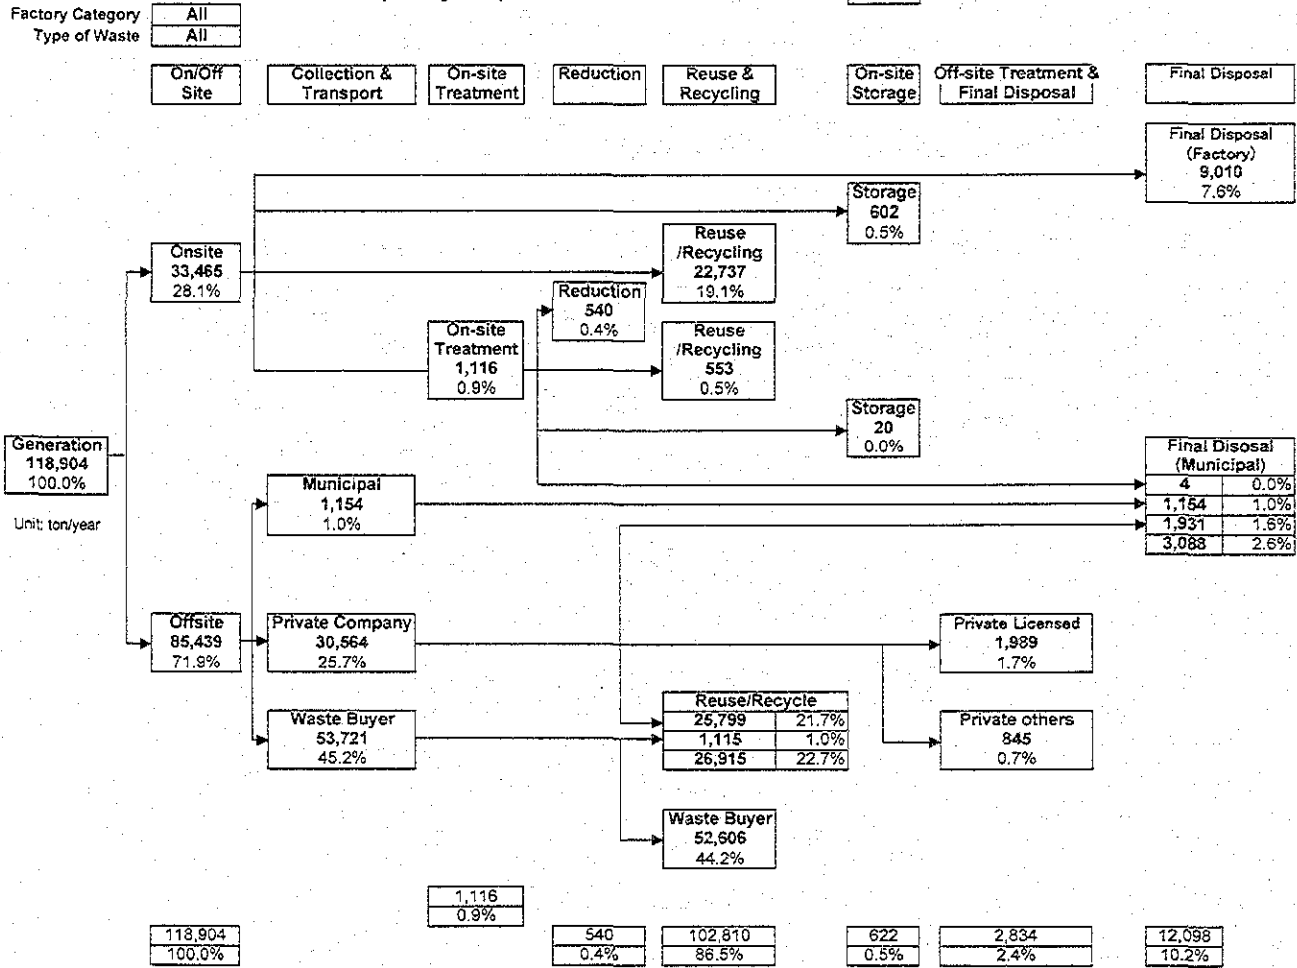 Factory Category All
Type of Waste All
On/Off
Site
Collection &
Transport
On-site
Treatment
Reduction
Reuse &
Recycling
On-site
Storage
Off-site Treatment &
Final Disposal
Final Disposal
Final Disposal
(Factory)
9,010
7.6%
Storage
602
0.5%
Onsite
33,465
28.1%
Reuse
/Recycling
22,737
19.1%
Reduction
540
0.4%
On-site
Treatment
1,116
0.9%
Reuse
/Recycling
553
0.5%
Storage
20
0.0%
Generation
118,904
100.0%
Unit: ton/year
Final Disosal
(Municipal)
4 0.0%
1,154 1.0%
1,931 1.6%
3,088 2.6%
Municipal
1,154
1.0%
Offsite
85,439
71.9%
Private Company
30,564
25.7%
Private Licensed
1,989
1.7%
Waste Buyer
53,721
45.2%
Reuse/Recycle
25,799 21.7%
1,115 1.0%
26,915 22.7%
Private others
845
0.7%
Waste Buyer
52,606
44.2%
1,116
0.9%
118,904 540 102,810 622 2,834 12,098
100.0% 0.4% 86.5% 0.5% 2.4% 10.2%